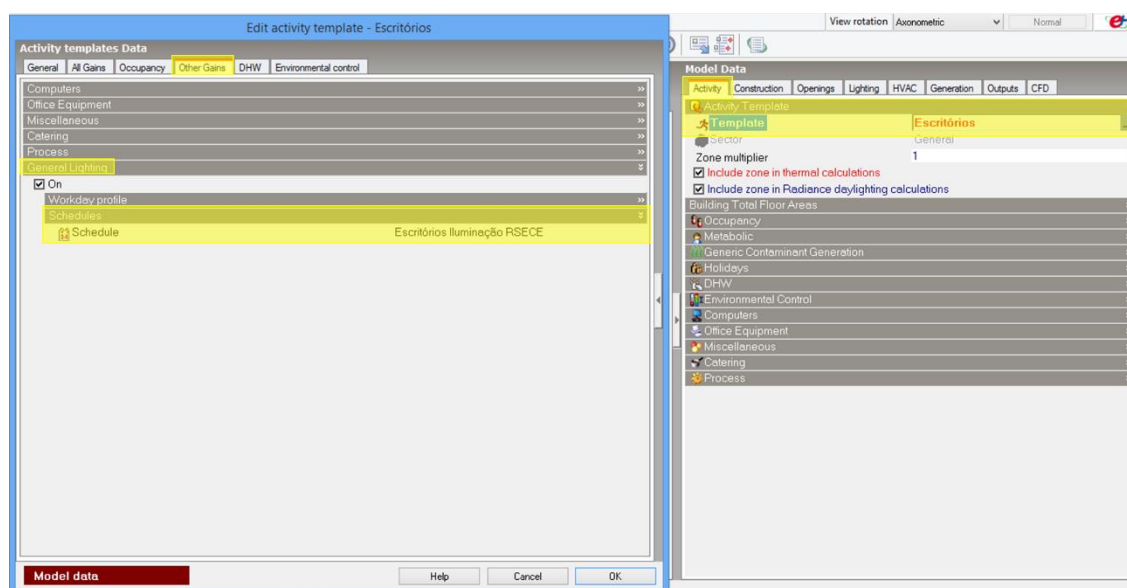 Edit activity template - Escritórios
Activity templates Data
General All Gains Occupancy Other Gains DHW Environmental control
Computers
Office Equipment
Miscellaneous
Catering
Process
General Lighting
On
Workday profile
Schedules
Schedule Escritórios Iluminação RSECE
Model data Help Cancel OK
View rotation Axonometric Normal
Model Data
Activity Construction Openings Lighting HVAC Generation Outputs CFD
Activity Template
Template Escritórios
Sector General
Zone multiplier 1
Include zone in thermal calculations
Include zone in Radiance daylighting calculations
Building Total Floor Areas
Occupancy
Metabolic
Generic Contaminant Generation
Holidays
DHW
Environmental Control
Computers
Office Equipment
Miscellaneous
Catering
Process